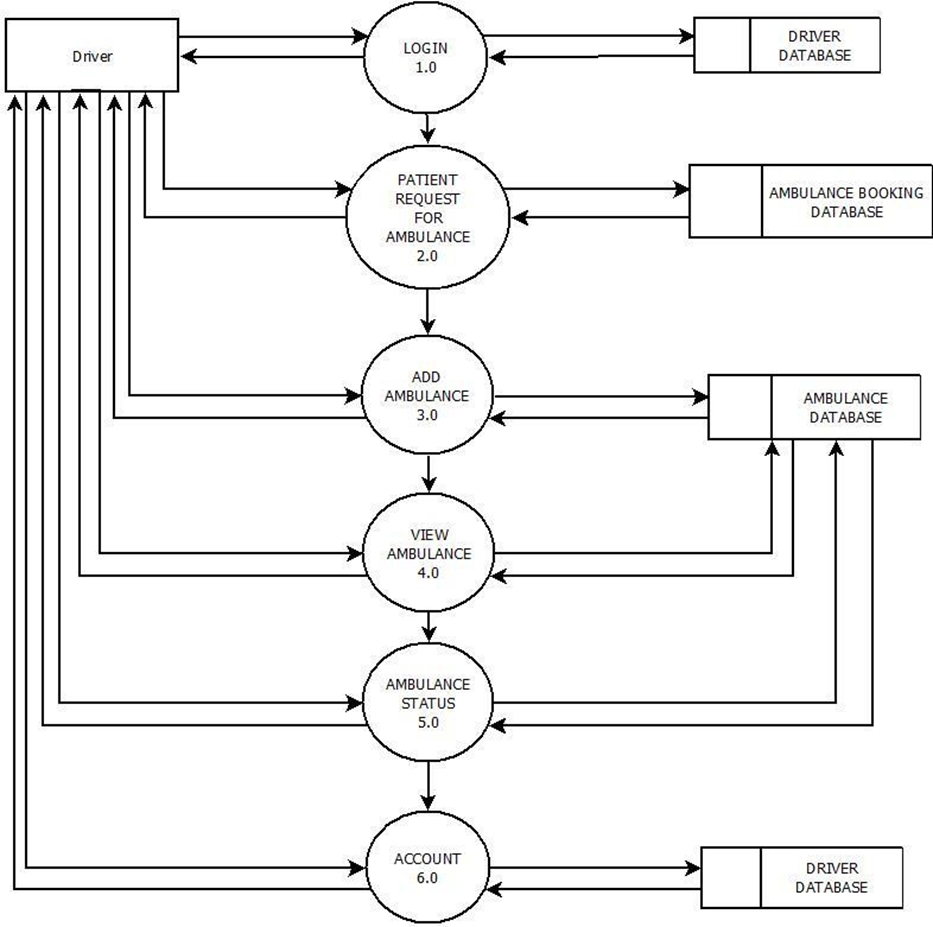 Driver
LOGIN
1.0
DRIVER
DATABASE
PATIENT
REQUEST
FOR
AMBULANCE
2.0
AMBULANCE BOOKING
DATABASE
ADD
AMBULANCE
3.0
AMBULANCE
DATABASE
VIEW
AMBULANCE
4.0
AMBULANCE
STATUS
5.0
ACCOUNT
6.0
DRIVER
DATABASE